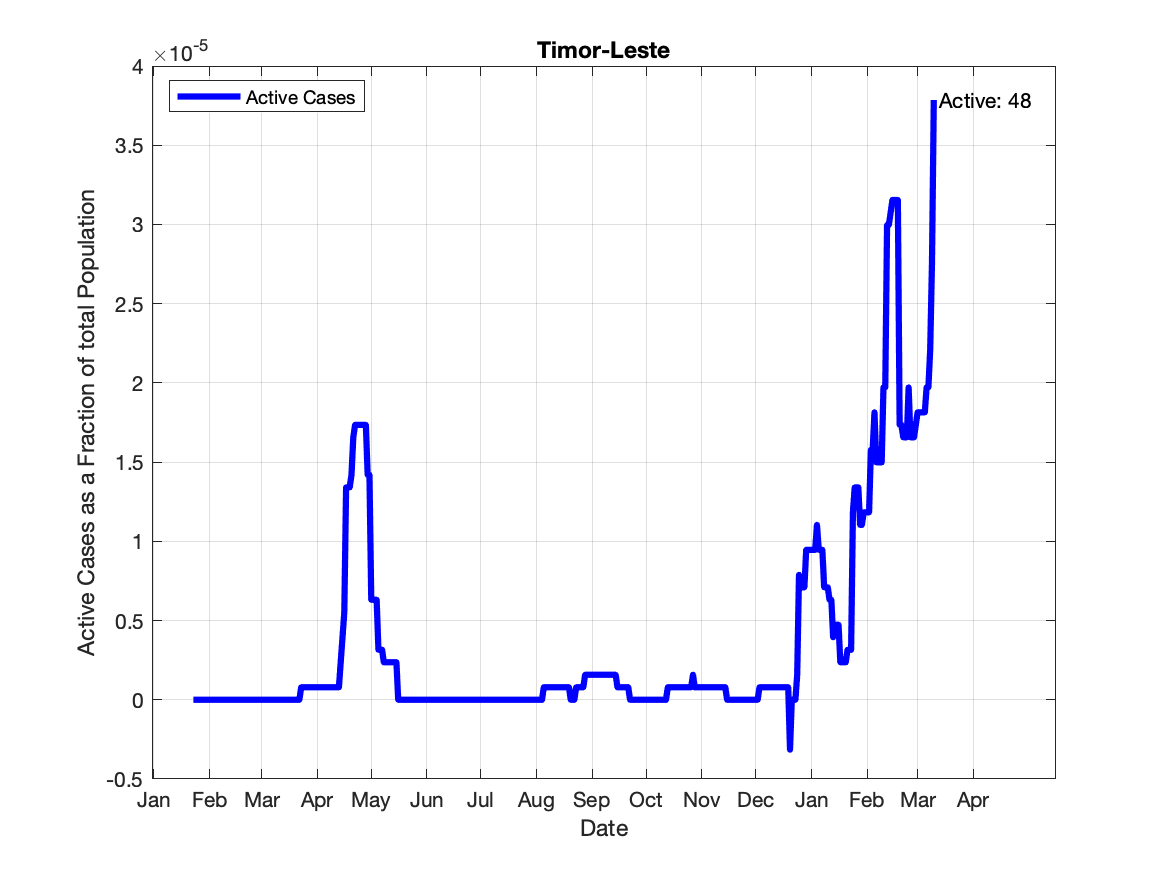 Timor-Leste
×10-5
Active Cases
Active: 48
4
3.5
3
2.5
2
1.5
1
0.5
0
-0.5
Active Cases as a Fraction of total Population
Jan Feb Mar Apr May Jun Jul Aug Sep Oct Nov Dec Jan Feb Mar Apr
Date